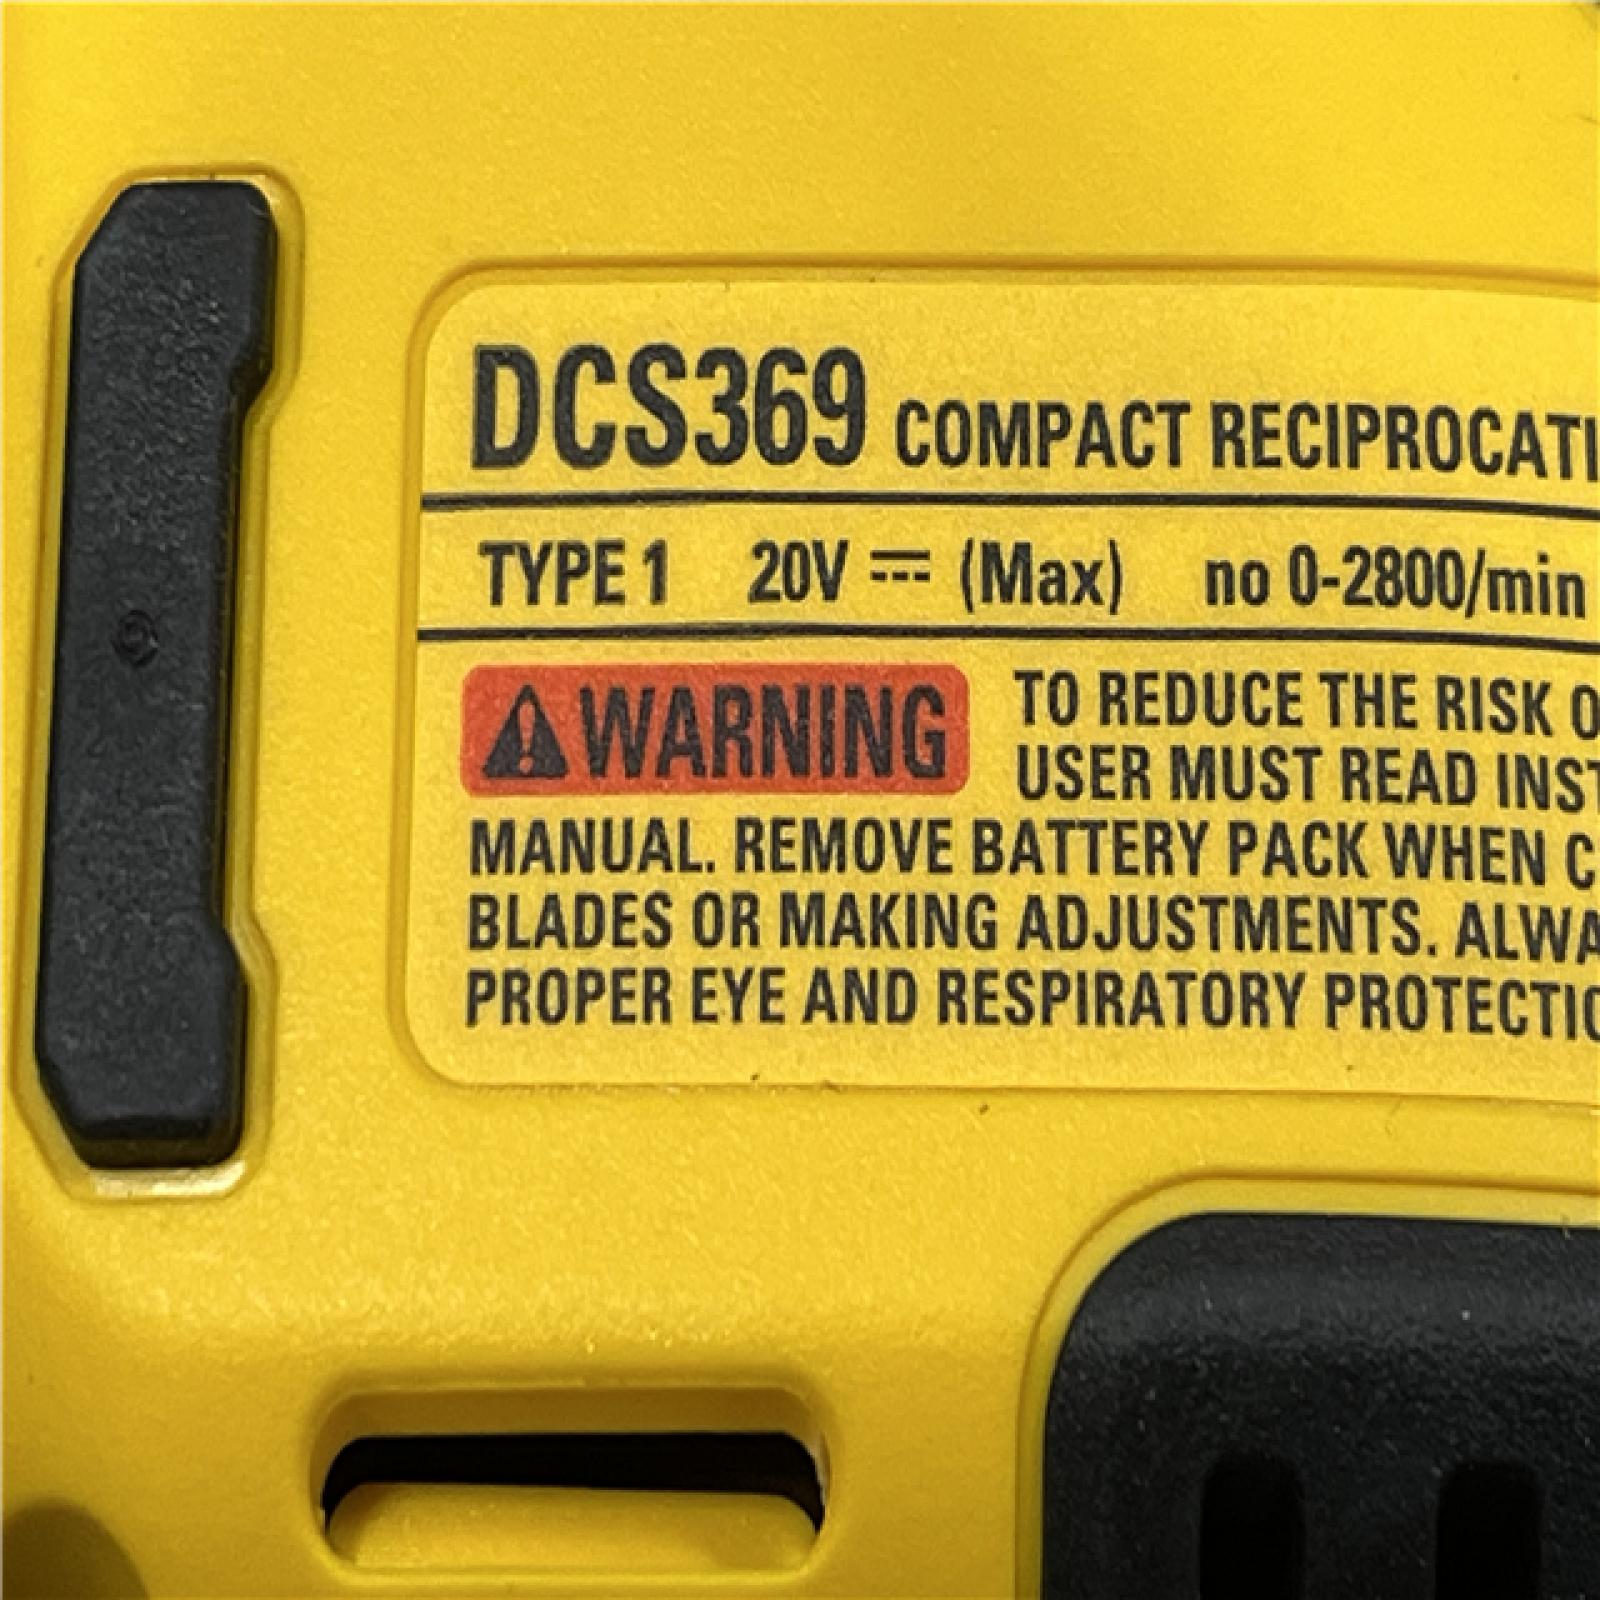 DCS369 COMPACT RECIPROCATI
TYPE 1 20V ⎓ (Max) no 0-2800/min
⚠WARNING TO REDUCE THE RISK O
USER MUST READ INST
MANUAL. REMOVE BATTERY PACK WHEN C
BLADES OR MAKING ADJUSTMENTS. ALWA
PROPER EYE AND RESPIRATORY PROTECTIO